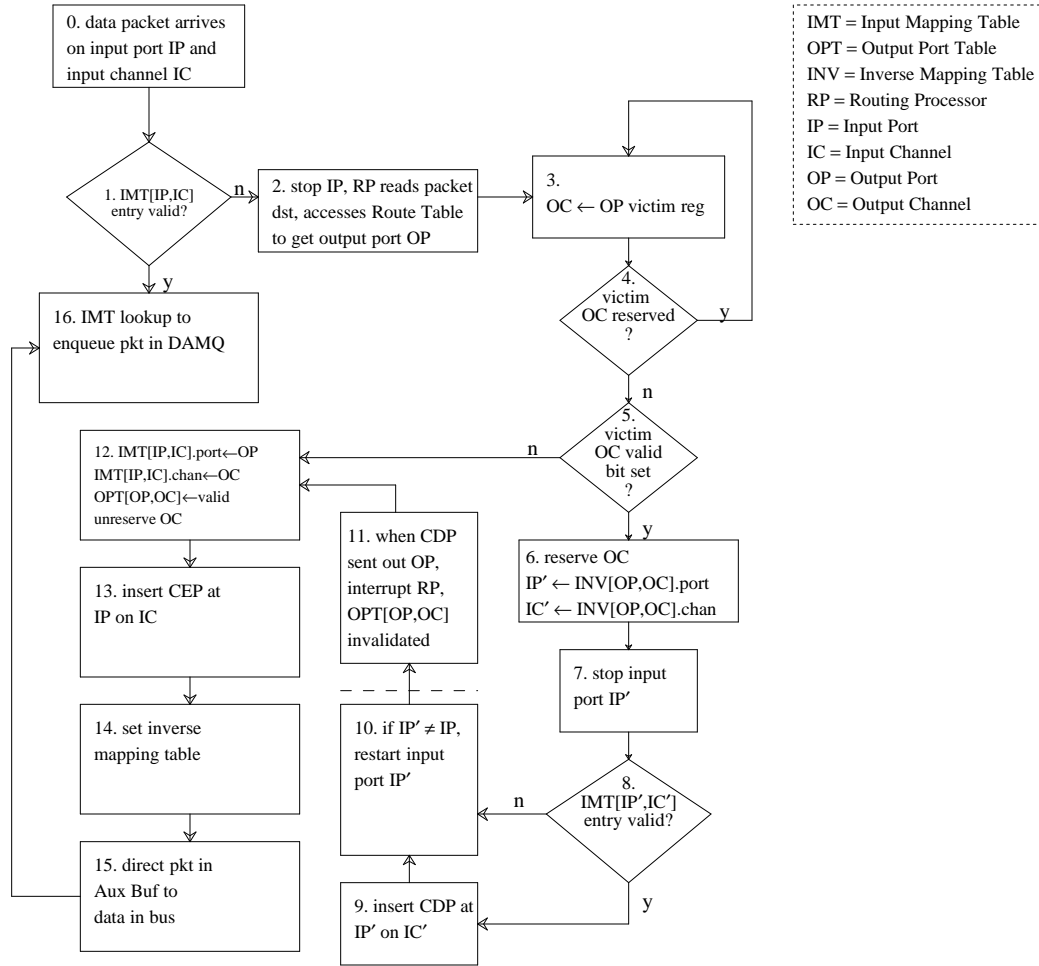 0. data packet arrives
on input port IP and
input channel IC
1. IMT[IP,IC]
entry valid?
n
y
2. stop IP, RP reads packet
dst, accesses Route Table
to get output port OP
3.
OC ← OP victim reg
4.
victim
OC reserved
?
y
n
5.
victim
OC valid
bit set
?
n
y
6. reserve OC
IP′ ← INV[OP,OC].port
IC′ ← INV[OP,OC].chan
7. stop input
port IP′
8.
IMT[IP′,IC′]
entry valid?
n
y
9. insert CDP at
IP′ on IC′
10. if IP′ ≠ IP,
restart input
port IP′
11. when CDP
sent out OP,
interrupt RP,
OPT[OP,OC]
invalidated
12. IMT[IP,IC].port←OP
IMT[IP,IC].chan←OC
OPT[OP,OC]←valid
unreserve OC
13. insert CEP at
IP on IC
14. set inverse
mapping table
15. direct pkt in
Aux Buf to
data in bus
16. IMT lookup to
enqueue pkt in DAMQ
IMT = Input Mapping Table
OPT = Output Port Table
INV = Inverse Mapping Table
RP = Routing Processor
IP = Input Port
IC = Input Channel
OP = Output Port
OC = Output Channel